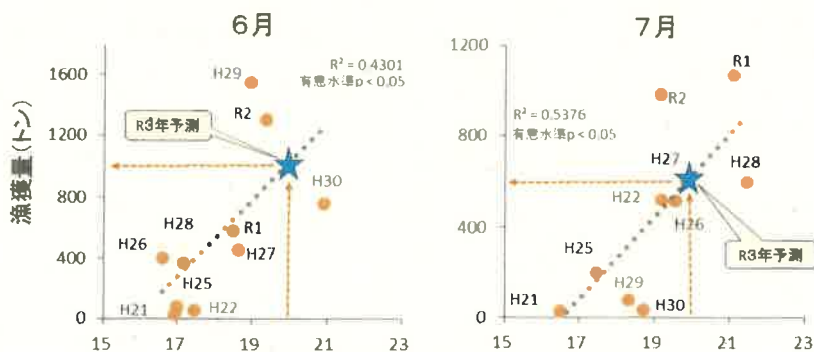 6月
R² = 0.4301
有意水準p < 0.05
H29
R2
R3年予測
H30
H28
R1
H26
H27
H25
H21
H22
漁獲量(トン)
1600
1200
800
400
0
15
17
19
21
23
7月
R1
R2
R² = 0.5376
有意水準p < 0.05
H27
H28
H22
H26
R3年予測
H25
H29
H21
H30
1200
800
400
0
15
17
19
21
23